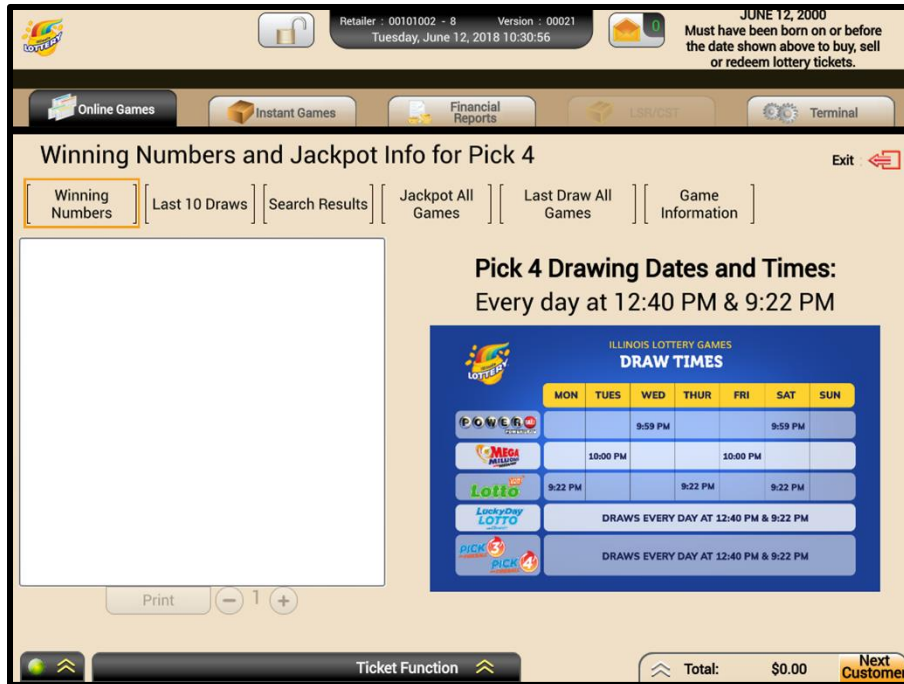 LOTTERY
Retailer : 00101002 - 8 Version : 00021
Tuesday, June 12, 2018 10:30:56
0
JUNE 12, 2000
Must have been born on or before
the date shown above to buy, sell
or redeem lottery tickets.
Online Games
Instant Games
Financial
Reports
LSR/CST
Terminal
Winning Numbers and Jackpot Info for Pick 4
Exit
Winning
Numbers
Last 10 Draws
Search Results
Jackpot All
Games
Last Draw All
Games
Game
Information
Pick 4 Drawing Dates and Times:
Every day at 12:40 PM & 9:22 PM
LOTTERY
ILLINOIS LOTTERY GAMES
DRAW TIMES
MON TUES WED THUR FRI SAT SUN
POWERBALL 9:59 PM 9:59 PM
MEGA
MILLIONS 10:00 PM 10:00 PM
Lotto 9:22 PM 9:22 PM 9:22 PM
LuckyDay
LOTTO
DRAWS EVERY DAY AT 12:40 PM & 9:22 PM
PICK 3
PICK 4
DRAWS EVERY DAY AT 12:40 PM & 9:22 PM
Print
1
Ticket Function
Total: $0.00
Next
Customer